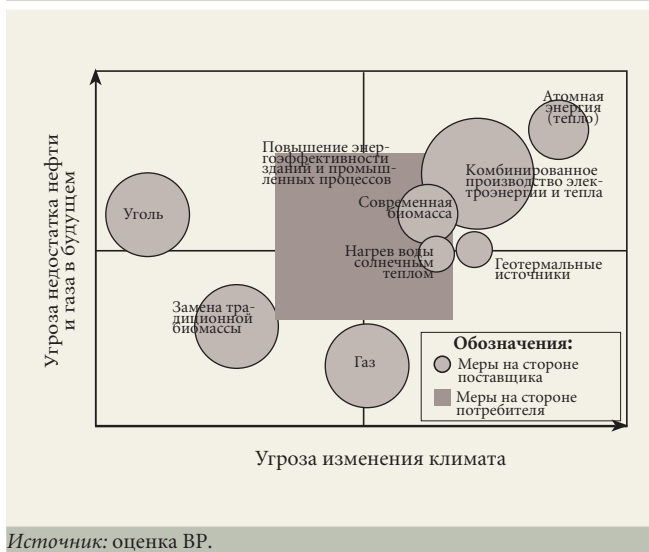 Угроза недостатка нефти
и газа в будущем
Атомная
энергия
(тепло)
Повышение энер-
гоэффективности
зданий и промыш-
ленных процессов
Комбинированное
производство элек-
троэнергии и тепла
Современная
биомасса
Уголь
Нагрев воды
солнечным
теплом
Геотермальные
источники
Замена тра-
диционной
биомассы
Газ
Обозначения:
Меры на стороне
поставщика
Меры на стороне
потребителя
Угроза изменения климата
Источник: оценка ВР.